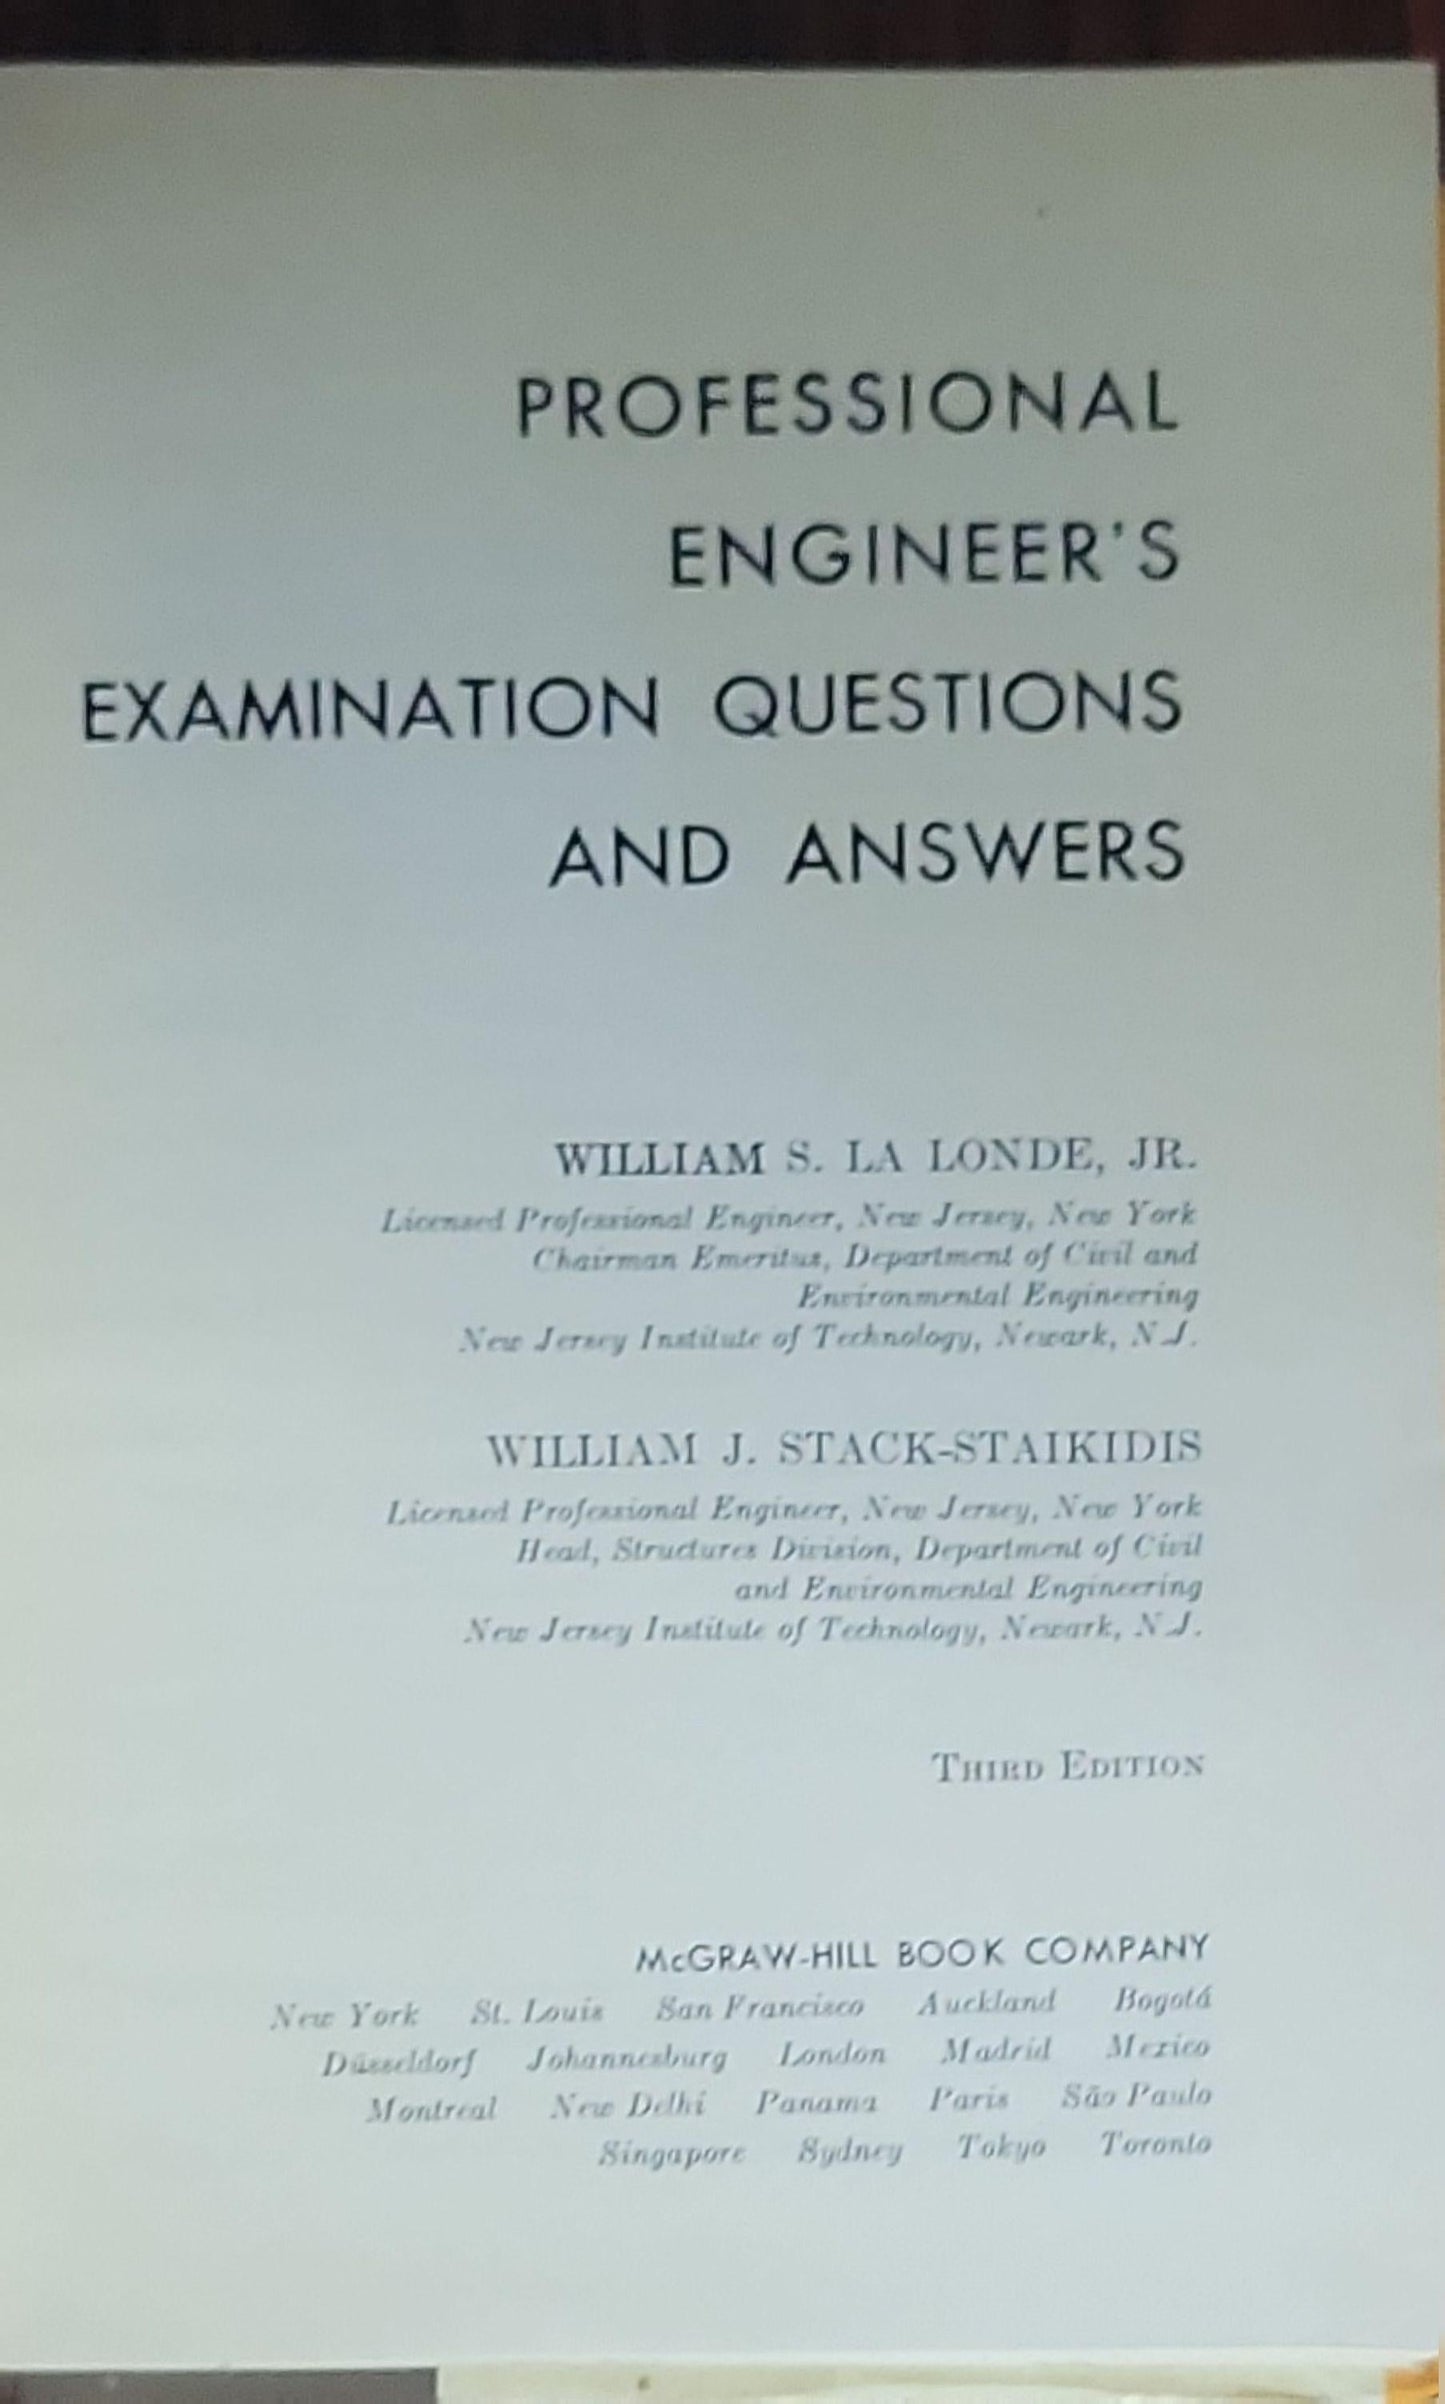 PROFESSIONAL
ENGINEER'S
EXAMINATION QUESTIONS
AND ANSWERS
WILLIAM S. LA LONDE, JR.
Licensed Professional Engineer, New Jersey, New York
Chairman Emeritus, Department of Civil and
Environmental Engineering
New Jersey Institute of Technology, Newark, N.J.
WILLIAM J. STACK-STAIKIDIS
Licensed Professional Engineer, New Jersey, New York
Head, Structures Division, Department of Civil
and Environmental Engineering
New Jersey Institute of Technology, Newark, N.J.
THIRD EDITION
McGRAW-HILL BOOK COMPANY
New York St. Louis San Francisco Auckland Bogotá
Düsseldorf Johannesburg London Madrid Mexico
Montreal New Delhi Panama Paris São Paulo
Singapore Sydney Tokyo Toronto